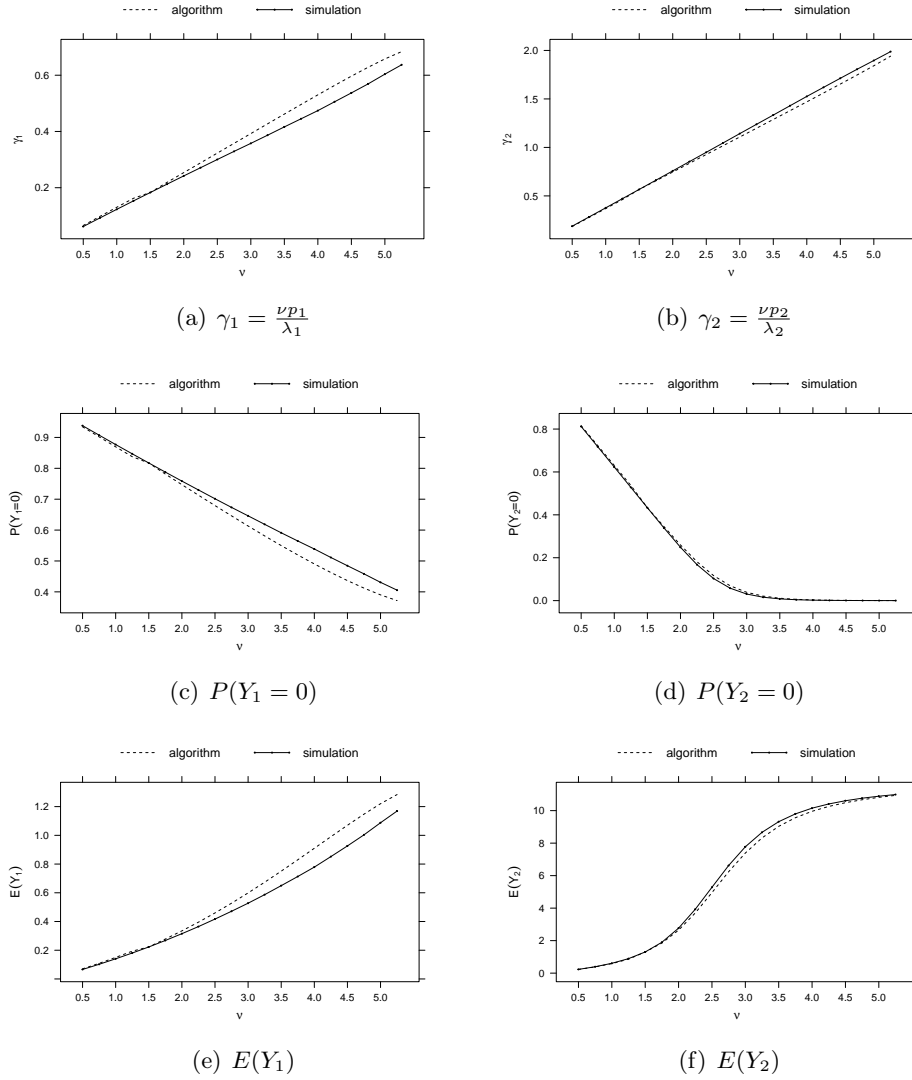 algorithm simulation
algorithm simulation
0.6
0.4
0.2
γ1
0.5 1.0 1.5 2.0 2.5 3.0 3.5 4.0 4.5 5.0
ν
2.0
1.5
1.0
0.5
γ2
0.5 1.0 1.5 2.0 2.5 3.0 3.5 4.0 4.5 5.0
ν
(a) γ1 = νp1/λ1
(b) γ2 = νp2/λ2
algorithm simulation
algorithm simulation
0.9
0.8
0.7
0.6
0.5
0.4
P(Y1=0)
0.5 1.0 1.5 2.0 2.5 3.0 3.5 4.0 4.5 5.0
ν
0.8
0.6
0.4
0.2
0.0
P(Y2=0)
0.5 1.0 1.5 2.0 2.5 3.0 3.5 4.0 4.5 5.0
ν
(c) P(Y1 = 0)
(d) P(Y2 = 0)
algorithm simulation
algorithm simulation
1.2
1.0
0.8
0.6
0.4
0.2
E(Y1)
0.5 1.0 1.5 2.0 2.5 3.0 3.5 4.0 4.5 5.0
ν
10
8
6
4
2
0
E(Y2)
0.5 1.0 1.5 2.0 2.5 3.0 3.5 4.0 4.5 5.0
ν
(e) E(Y1)
(f) E(Y2)